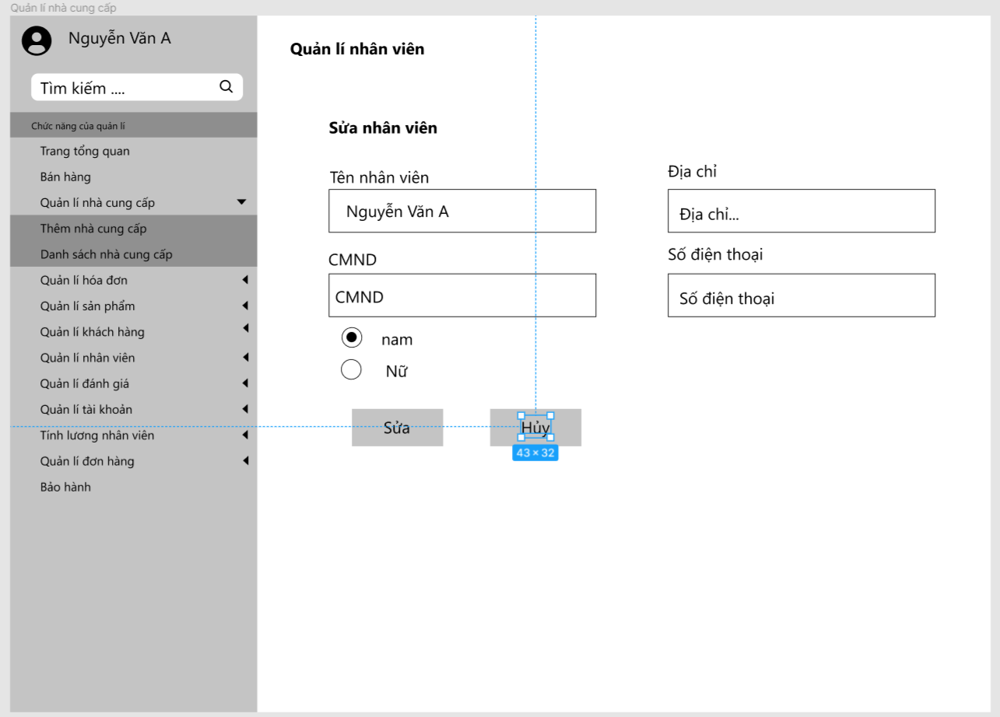 Quản lí nhà cung cấp
Nguyễn Văn A
Tìm kiếm ....
Chức năng của quản lí
Trang tổng quan
Bán hàng
Quản lí nhà cung cấp
Thêm nhà cung cấp
Danh sách nhà cung cấp
Quản lí hóa đơn
Quản lí sản phẩm
Quản lí khách hàng
Quản lí nhân viên
Quản lí đánh giá
Quản lí tài khoản
Tính lương nhân viên
Quản lí đơn hàng
Bảo hành
Quản lí nhân viên
Sửa nhân viên
Tên nhân viên
Nguyễn Văn A
Địa chỉ
Địa chỉ...
CMND
CMND
Số điện thoại
Số điện thoại
nam
Nữ
Sửa
Hủy
43 × 32